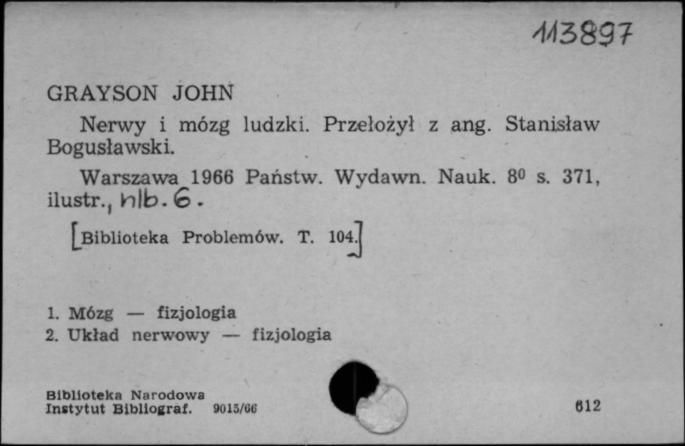 113897
GRAYSON JOHN
Nerwy i mózg ludzki. Przełożył z ang. Stanisław
Bogusławski.
Warszawa 1966 Państw. Wydawn. Nauk. 8⁰ s. 371,
ilustr., nlb. 6.
[Biblioteka Problemów. T. 104.]
1. Mózg — fizjologia
2. Układ nerwowy — fizjologia
Biblioteka Narodowa
Instytut Bibliograf. 9015/66
612